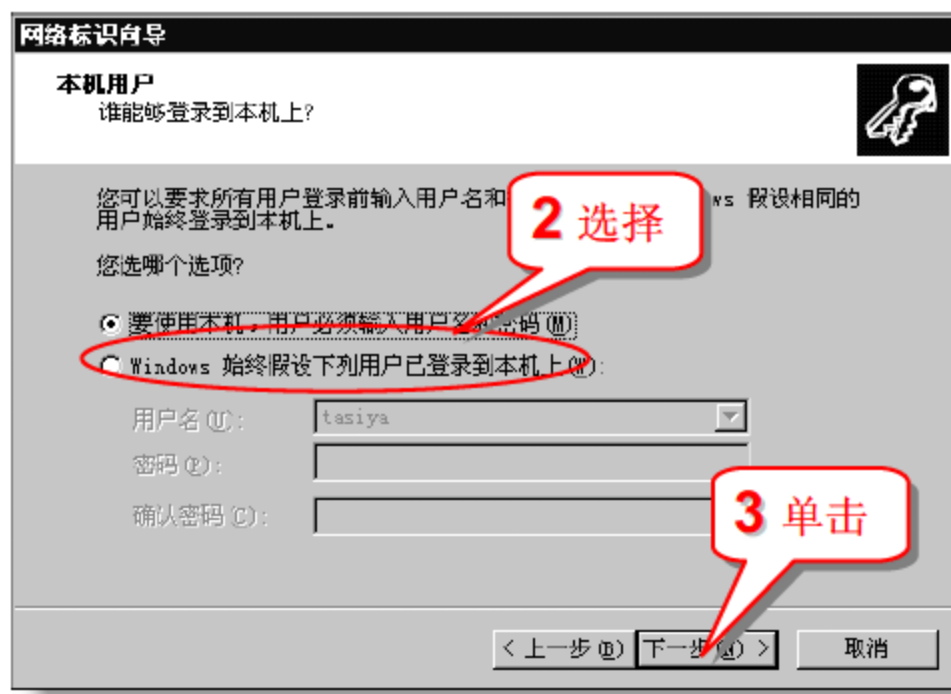 网络标识向导
本机用户
谁能够登录到本机上?
您可以要求所有用户登录前输入用户名和 ws 假设相同的
用户始终登录到本机上。
2 选择
您选哪个选项?
要使用本机,用户必须输入用户名和密码(M)
Windows 始终假设下列用户已登录到本机上(W):
用户名(U): tasiya
密码(P):
确认密码(C):
3 单击
< 上一步(B) 下一步(N) > 取消